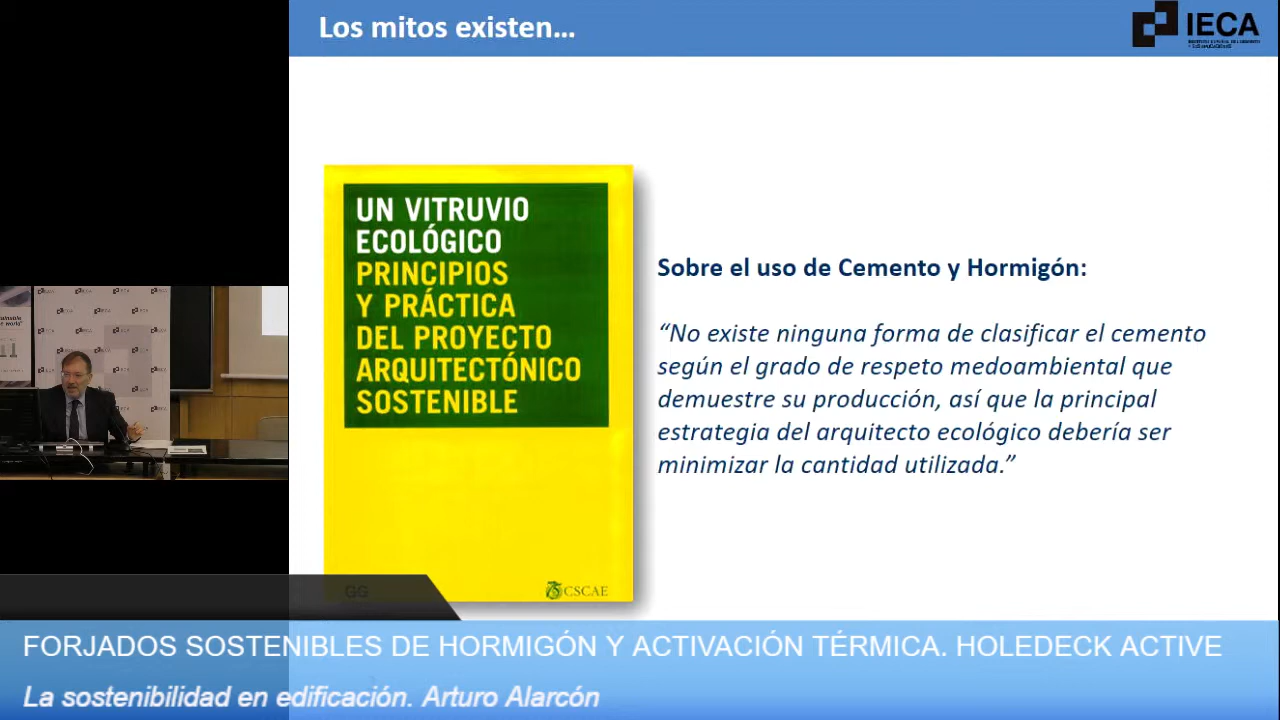 Los mitos existen...
IECA
UN VITRUVIO
ECOLÓGICO
PRINCIPIOS
Y PRÁCTICA
DEL PROYECTO
ARQUITECTÓNICO
SOSTENIBLE
GG
CSCAE
Sobre el uso de Cemento y Hormigón:
“No existe ninguna forma de clasificar el cemento
según el grado de respeto medoambiental que
demuestre su producción, así que la principal
estrategia del arquitecto ecológico debería ser
minimizar la cantidad utilizada.”
FORJADOS SOSTENIBLES DE HORMIGÓN Y ACTIVACIÓN TÉRMICA. HOLEDECK ACTIVE
La sostenibilidad en edificación. Arturo Alarcón